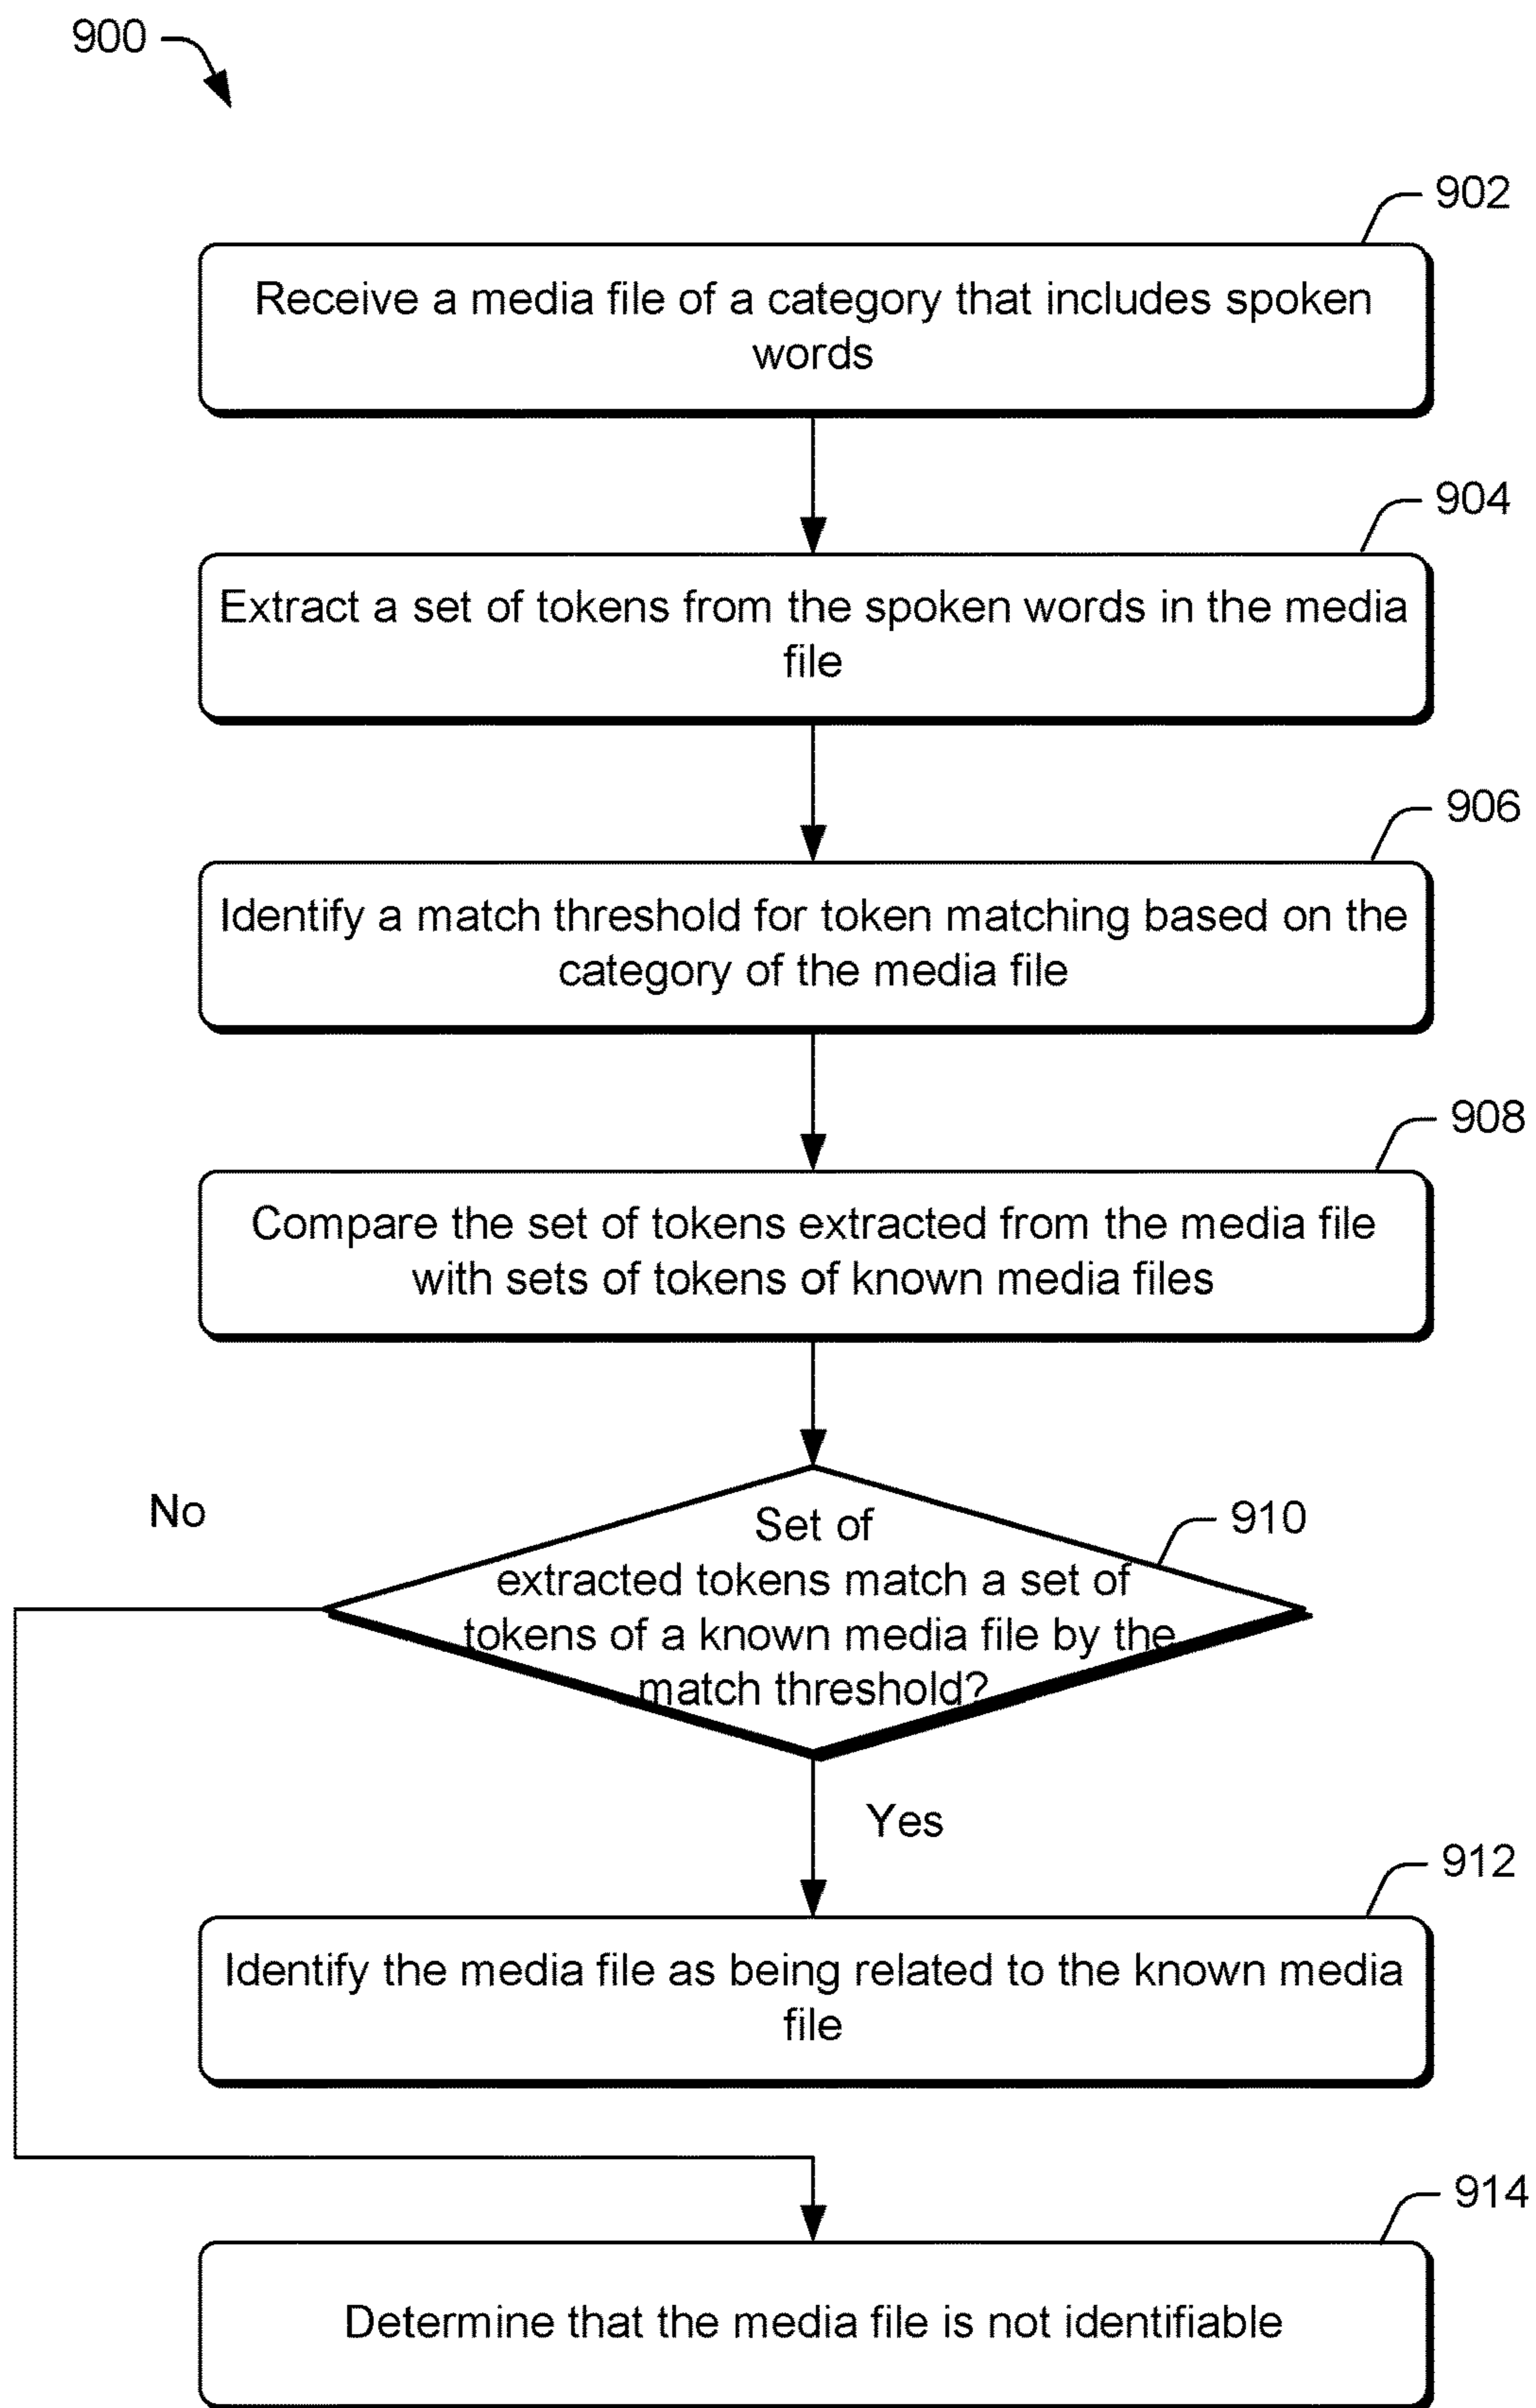 900
902
Receive a media file of a category that includes spoken
words
904
Extract a set of tokens from the spoken words in the media
file
906
Identify a match threshold for token matching based on the
category of the media file
908
Compare the set of tokens extracted from the media file
with sets of tokens of known media files
No
910
Set of
extracted tokens match a set of
tokens of a known media file by the
match threshold?
Yes
912
Identify the media file as being related to the known media
file
914
Determine that the media file is not identifiable